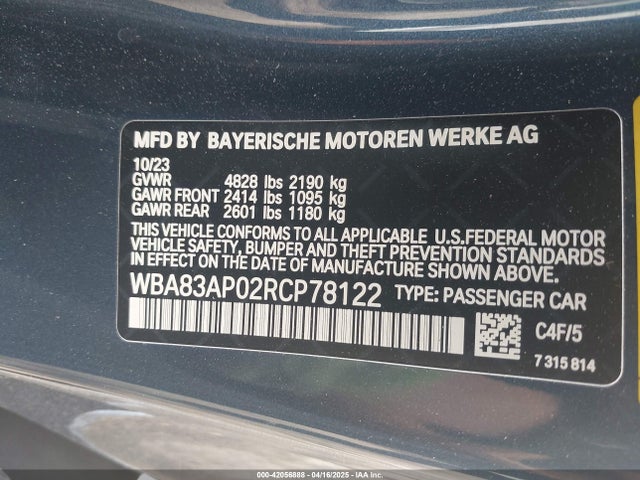 MFD BY BAYERISCHE MOTOREN WERKE AG
10/23
GVWR 4828 lbs 2190 kg
GAWR FRONT 2414 lbs 1095 kg
GAWR REAR 2601 lbs 1180 kg
THIS VEHICLE CONFORMS TO ALL APPLICABLE U.S.FEDERAL MOTOR
VEHICLE SAFETY, BUMPER AND THEFT PREVENTION STANDARDS
IN EFFECT ON THE DATE OF MANUFACTURE SHOWN ABOVE.
WBA83AP02RCP78122 TYPE: PASSENGER CAR
C4F/5
7 315 814
000-42056888 - 04/16/2025 - IAA